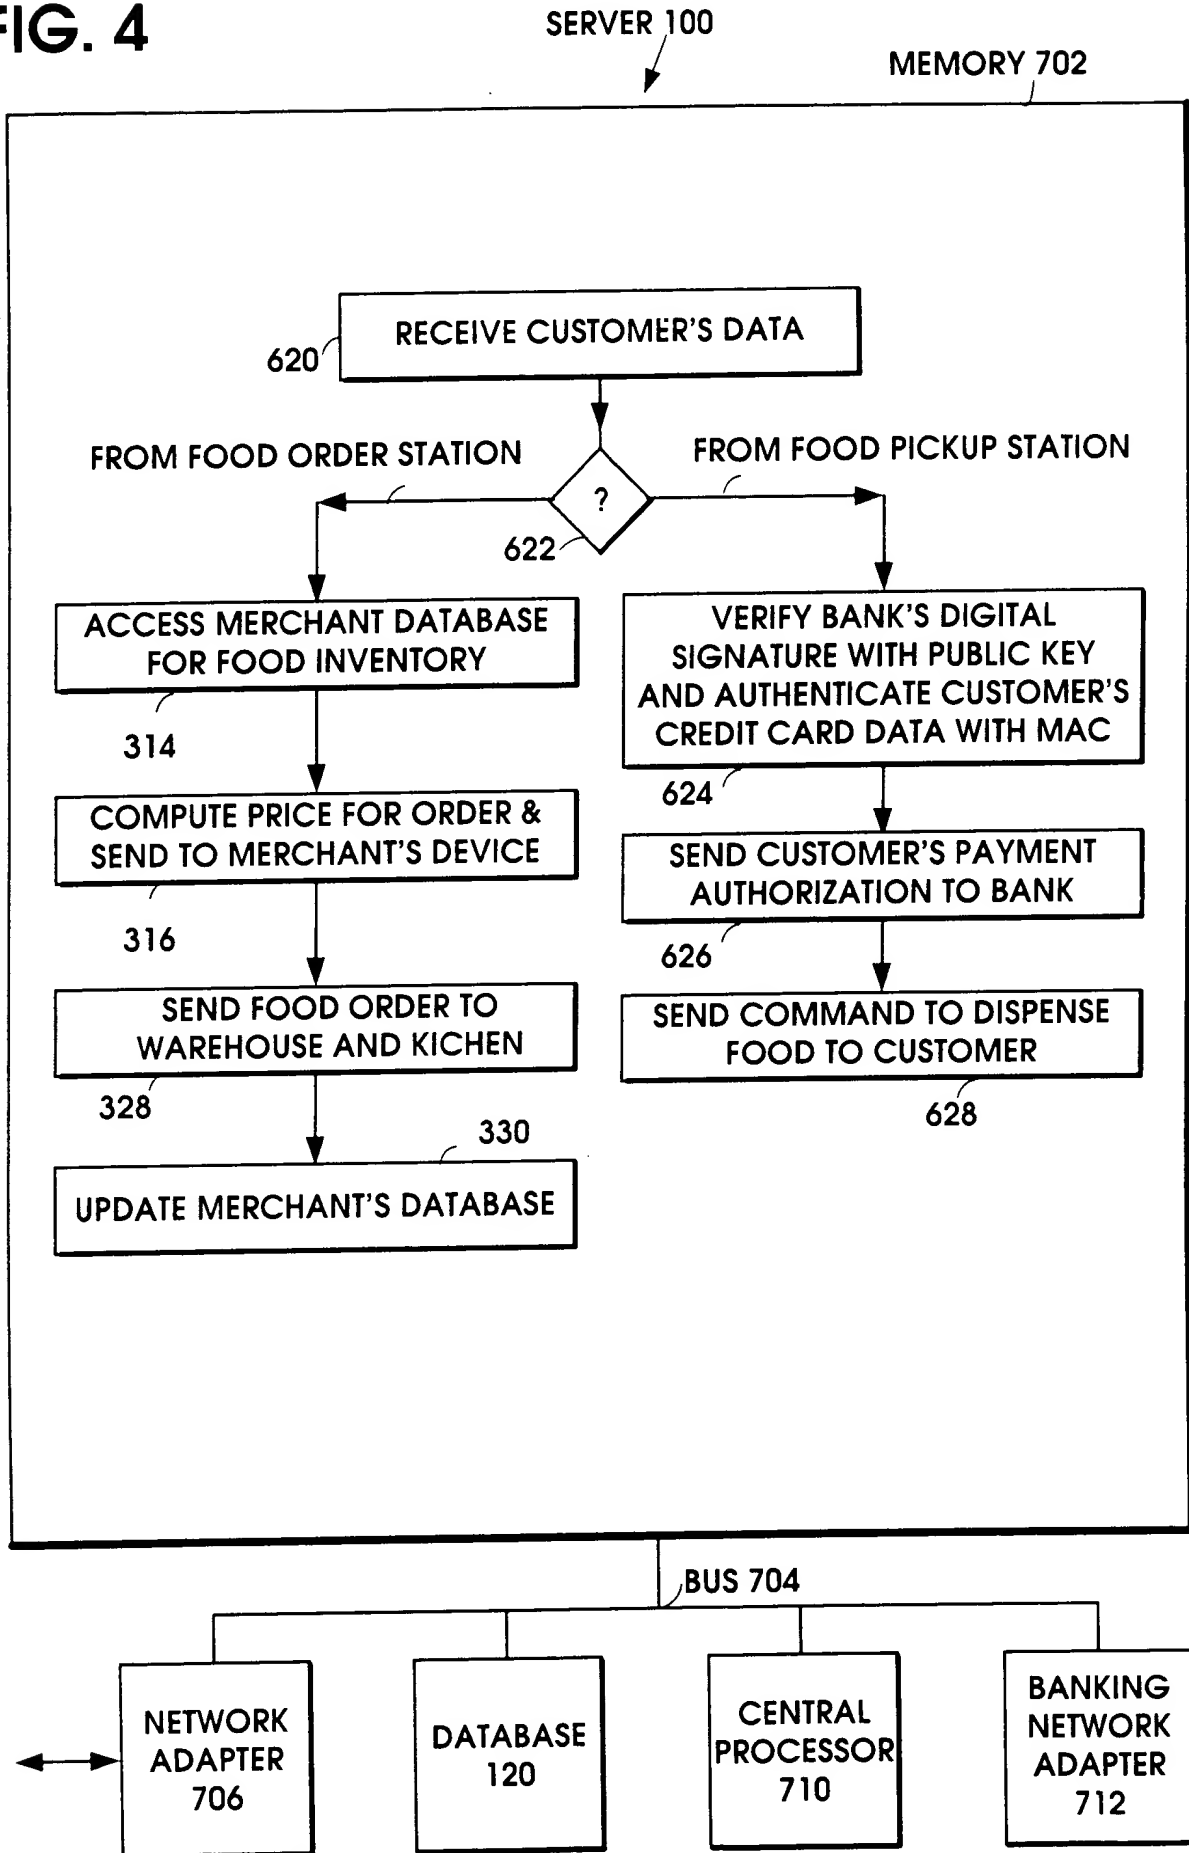 FIG. 4
SERVER 100
MEMORY 702
RECEIVE CUSTOMER'S DATA
620
FROM FOOD ORDER STATION
FROM FOOD PICKUP STATION
?
622
ACCESS MERCHANT DATABASE
FOR FOOD INVENTORY
314
COMPUTE PRICE FOR ORDER &
SEND TO MERCHANT'S DEVICE
316
SEND FOOD ORDER TO
WAREHOUSE AND KICHEN
328
330
UPDATE MERCHANT'S DATABASE
VERIFY BANK'S DIGITAL
SIGNATURE WITH PUBLIC KEY
AND AUTHENTICATE CUSTOMER'S
CREDIT CARD DATA WITH MAC
624
SEND CUSTOMER'S PAYMENT
AUTHORIZATION TO BANK
626
SEND COMMAND TO DISPENSE
FOOD TO CUSTOMER
628
BUS 704
NETWORK
ADAPTER
706
DATABASE
120
CENTRAL
PROCESSOR
710
BANKING
NETWORK
ADAPTER
712